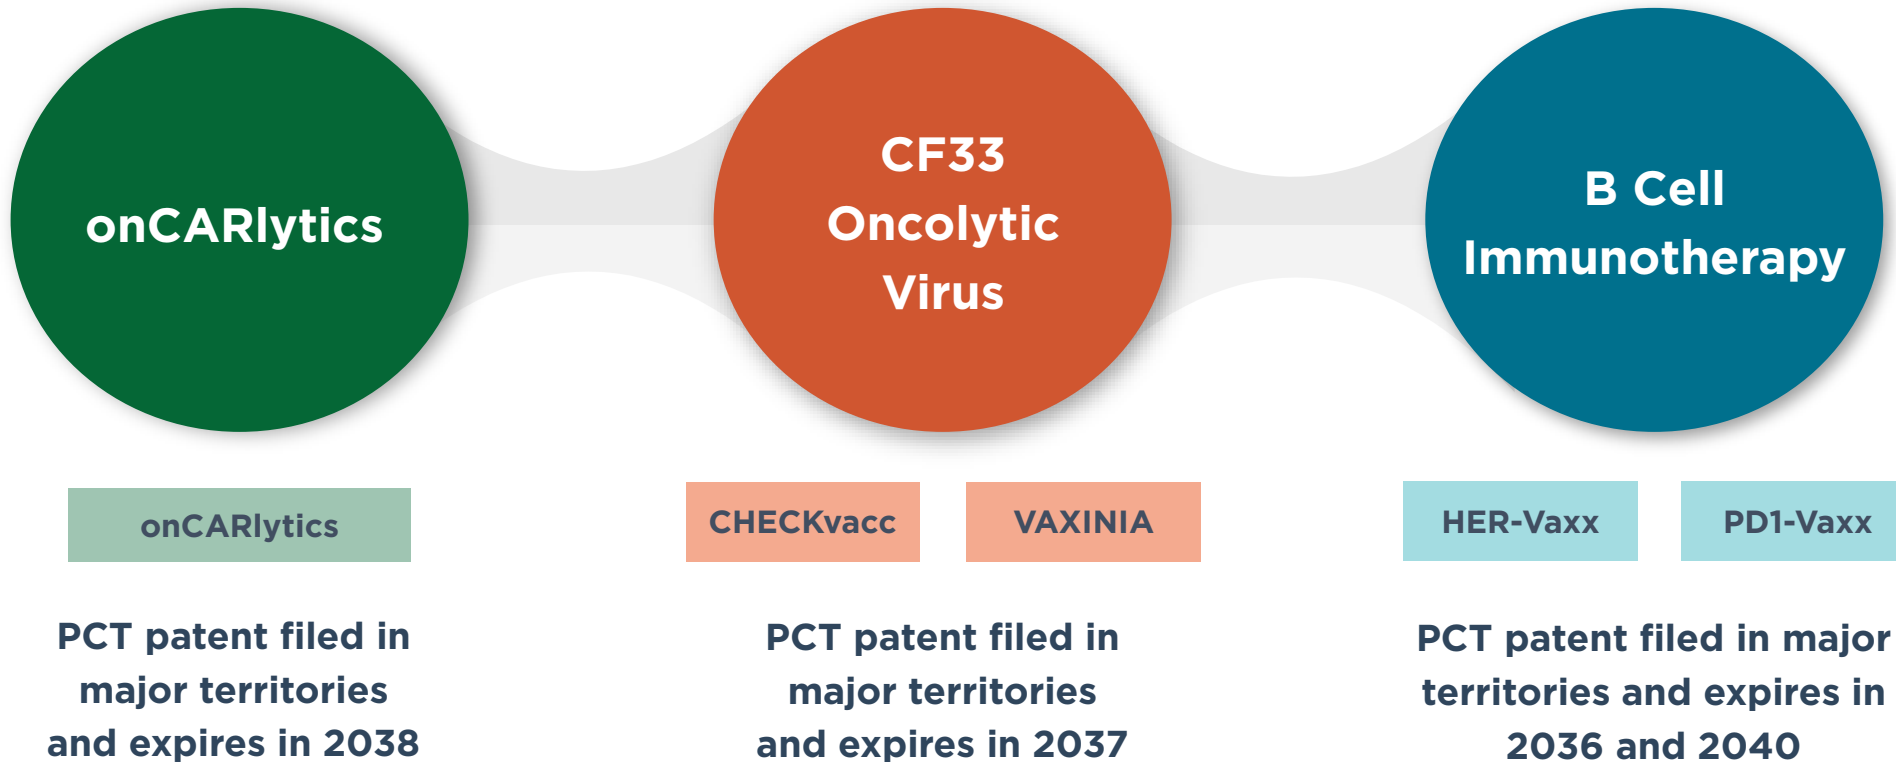 onCARlytics
CF33
Oncolytic
Virus
B Cell
Immunotherapy
onCARlytics
CHECKvacc
VAXINIA
HER-Vaxx
PD1-Vaxx
PCT patent filed in
major territories
and expires in 2038
PCT patent filed in
major territories
and expires in 2037
PCT patent filed in major
territories and expires in
2036 and 2040